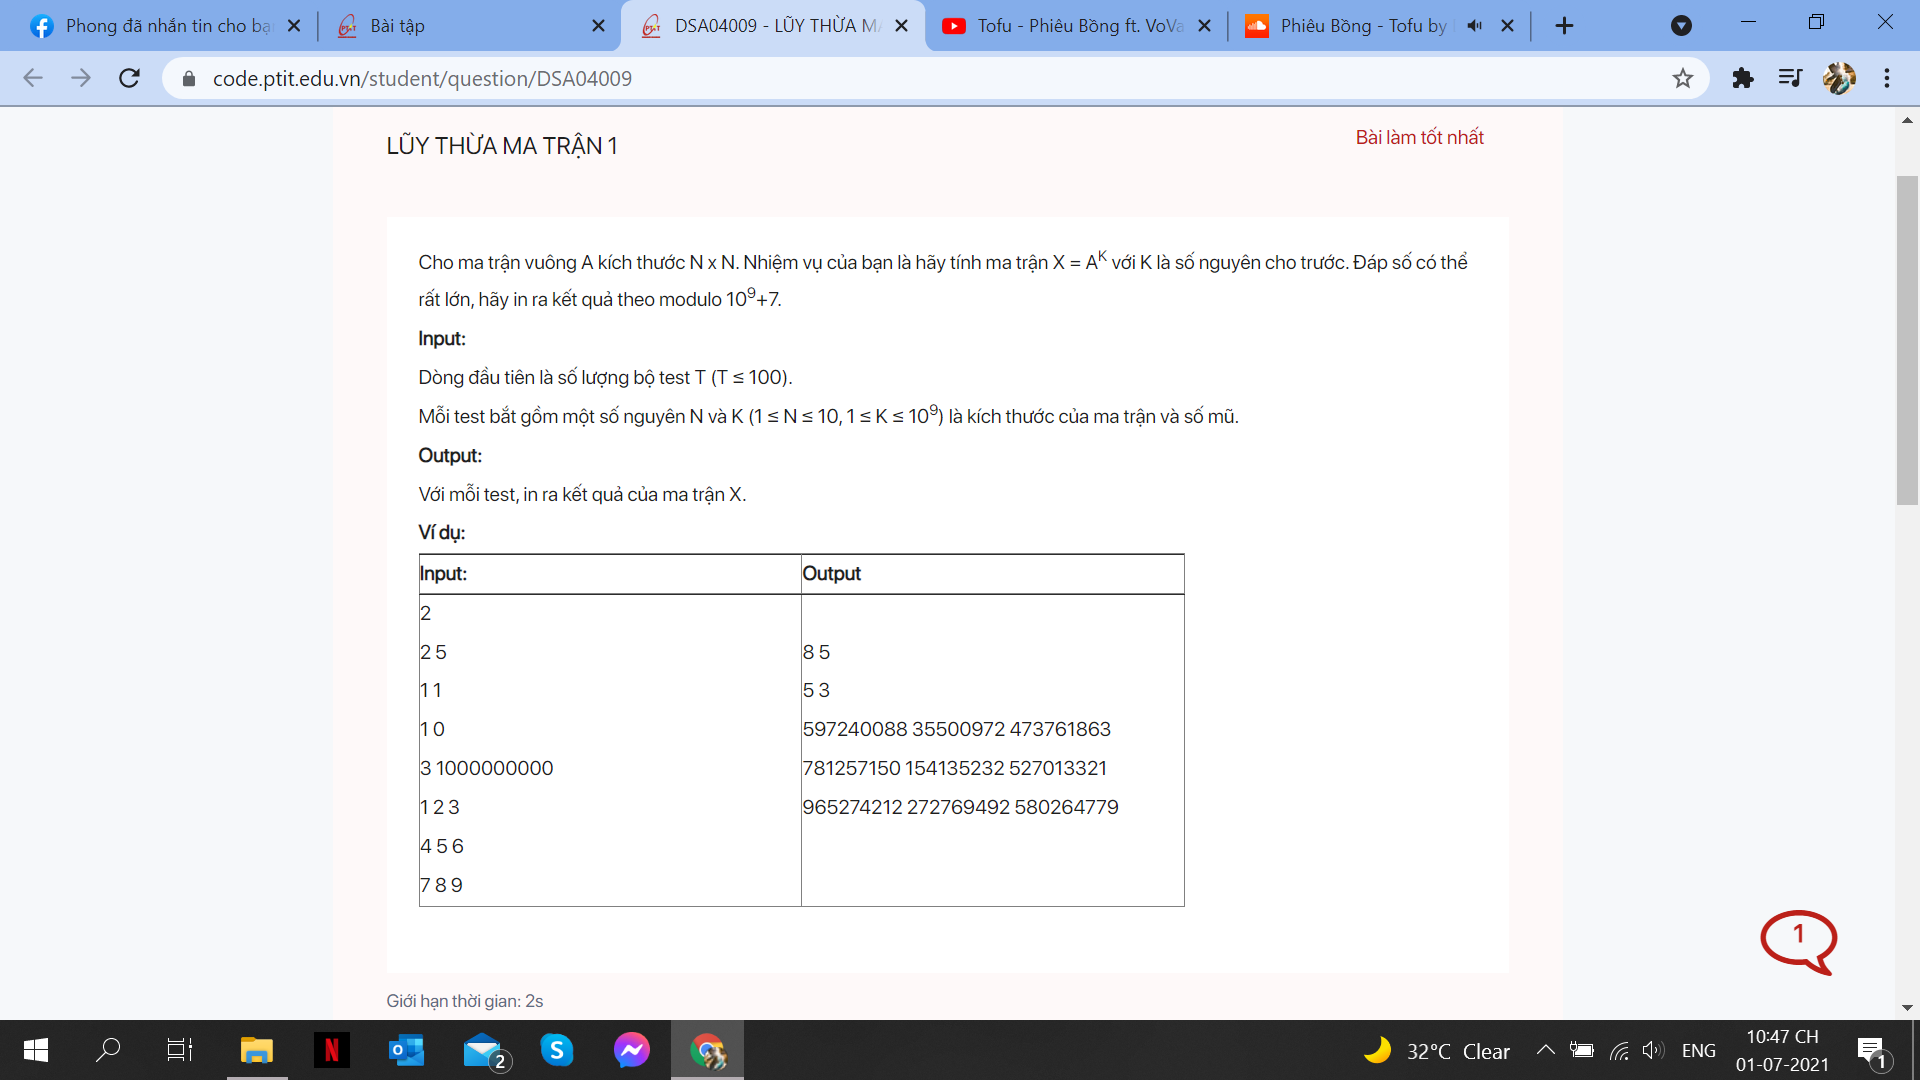 Phong đã nhắn tin cho bạ
Bài tập
DSA04009 - LŨY THỪA MA
Tofu - Phiêu Bồng ft. VoVa
Phiêu Bồng - Tofu by
code.ptit.edu.vn/student/question/DSA04009
LŨY THỪA MA TRẬN 1
Bài làm tốt nhất
Cho ma trận vuông A kích thước N x N. Nhiệm vụ của bạn là hãy tính ma trận X = A^K với K là số nguyên cho trước. Đáp số có thể
rất lớn, hãy in ra kết quả theo modulo 10^9+7.
Input:
Dòng đầu tiên là số lượng bộ test T (T ≤ 100).
Mỗi test bắt gồm một số nguyên N và K (1 ≤ N ≤ 10, 1 ≤ K ≤ 10^9) là kích thước của ma trận và số mũ.
Output:
Với mỗi test, in ra kết quả của ma trận X.
Ví dụ:
Input: Output
2
2 5 8 5
1 1 5 3
1 0 597240088 35500972 473761863
3 1000000000 781257150 154135232 527013321
1 2 3 965274212 272769492 580264779
4 5 6
7 8 9
1
Giới hạn thời gian: 2s
N
2
32°C Clear
ENG
10:47 CH
01-07-2021
1